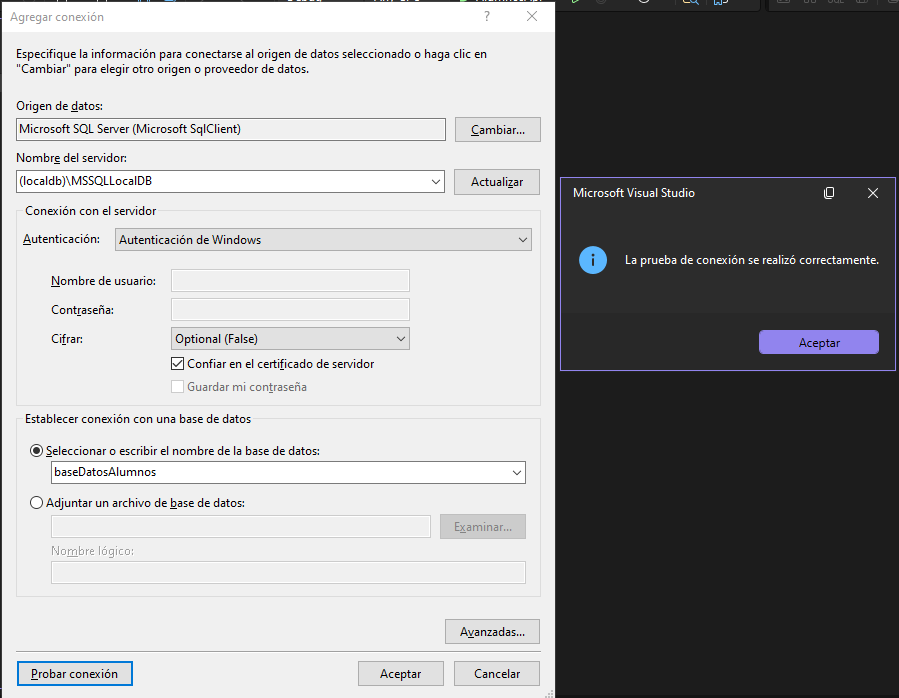 Agregar conexión
?
Especifique la información para conectarse al origen de datos seleccionado o haga clic en
"Cambiar" para elegir otro origen o proveedor de datos.
Origen de datos:
Microsoft SQL Server (Microsoft SqlClient)
Cambiar...
Nombre del servidor:
(localdb)\MSSQLLocalDB
Actualizar
Conexión con el servidor
Autenticación:
Autenticación de Windows
Nombre de usuario:
Contraseña:
Cifrar:
Optional (False)
Confiar en el certificado de servidor
Guardar mi contraseña
Establecer conexión con una base de datos
Seleccionar o escribir el nombre de la base de datos:
baseDatosAlumnos
Adjuntar un archivo de base de datos:
Examinar...
Nombre lógico:
Avanzadas...
Probar conexión
Aceptar
Cancelar
Microsoft Visual Studio
La prueba de conexión se realizó correctamente.
Aceptar